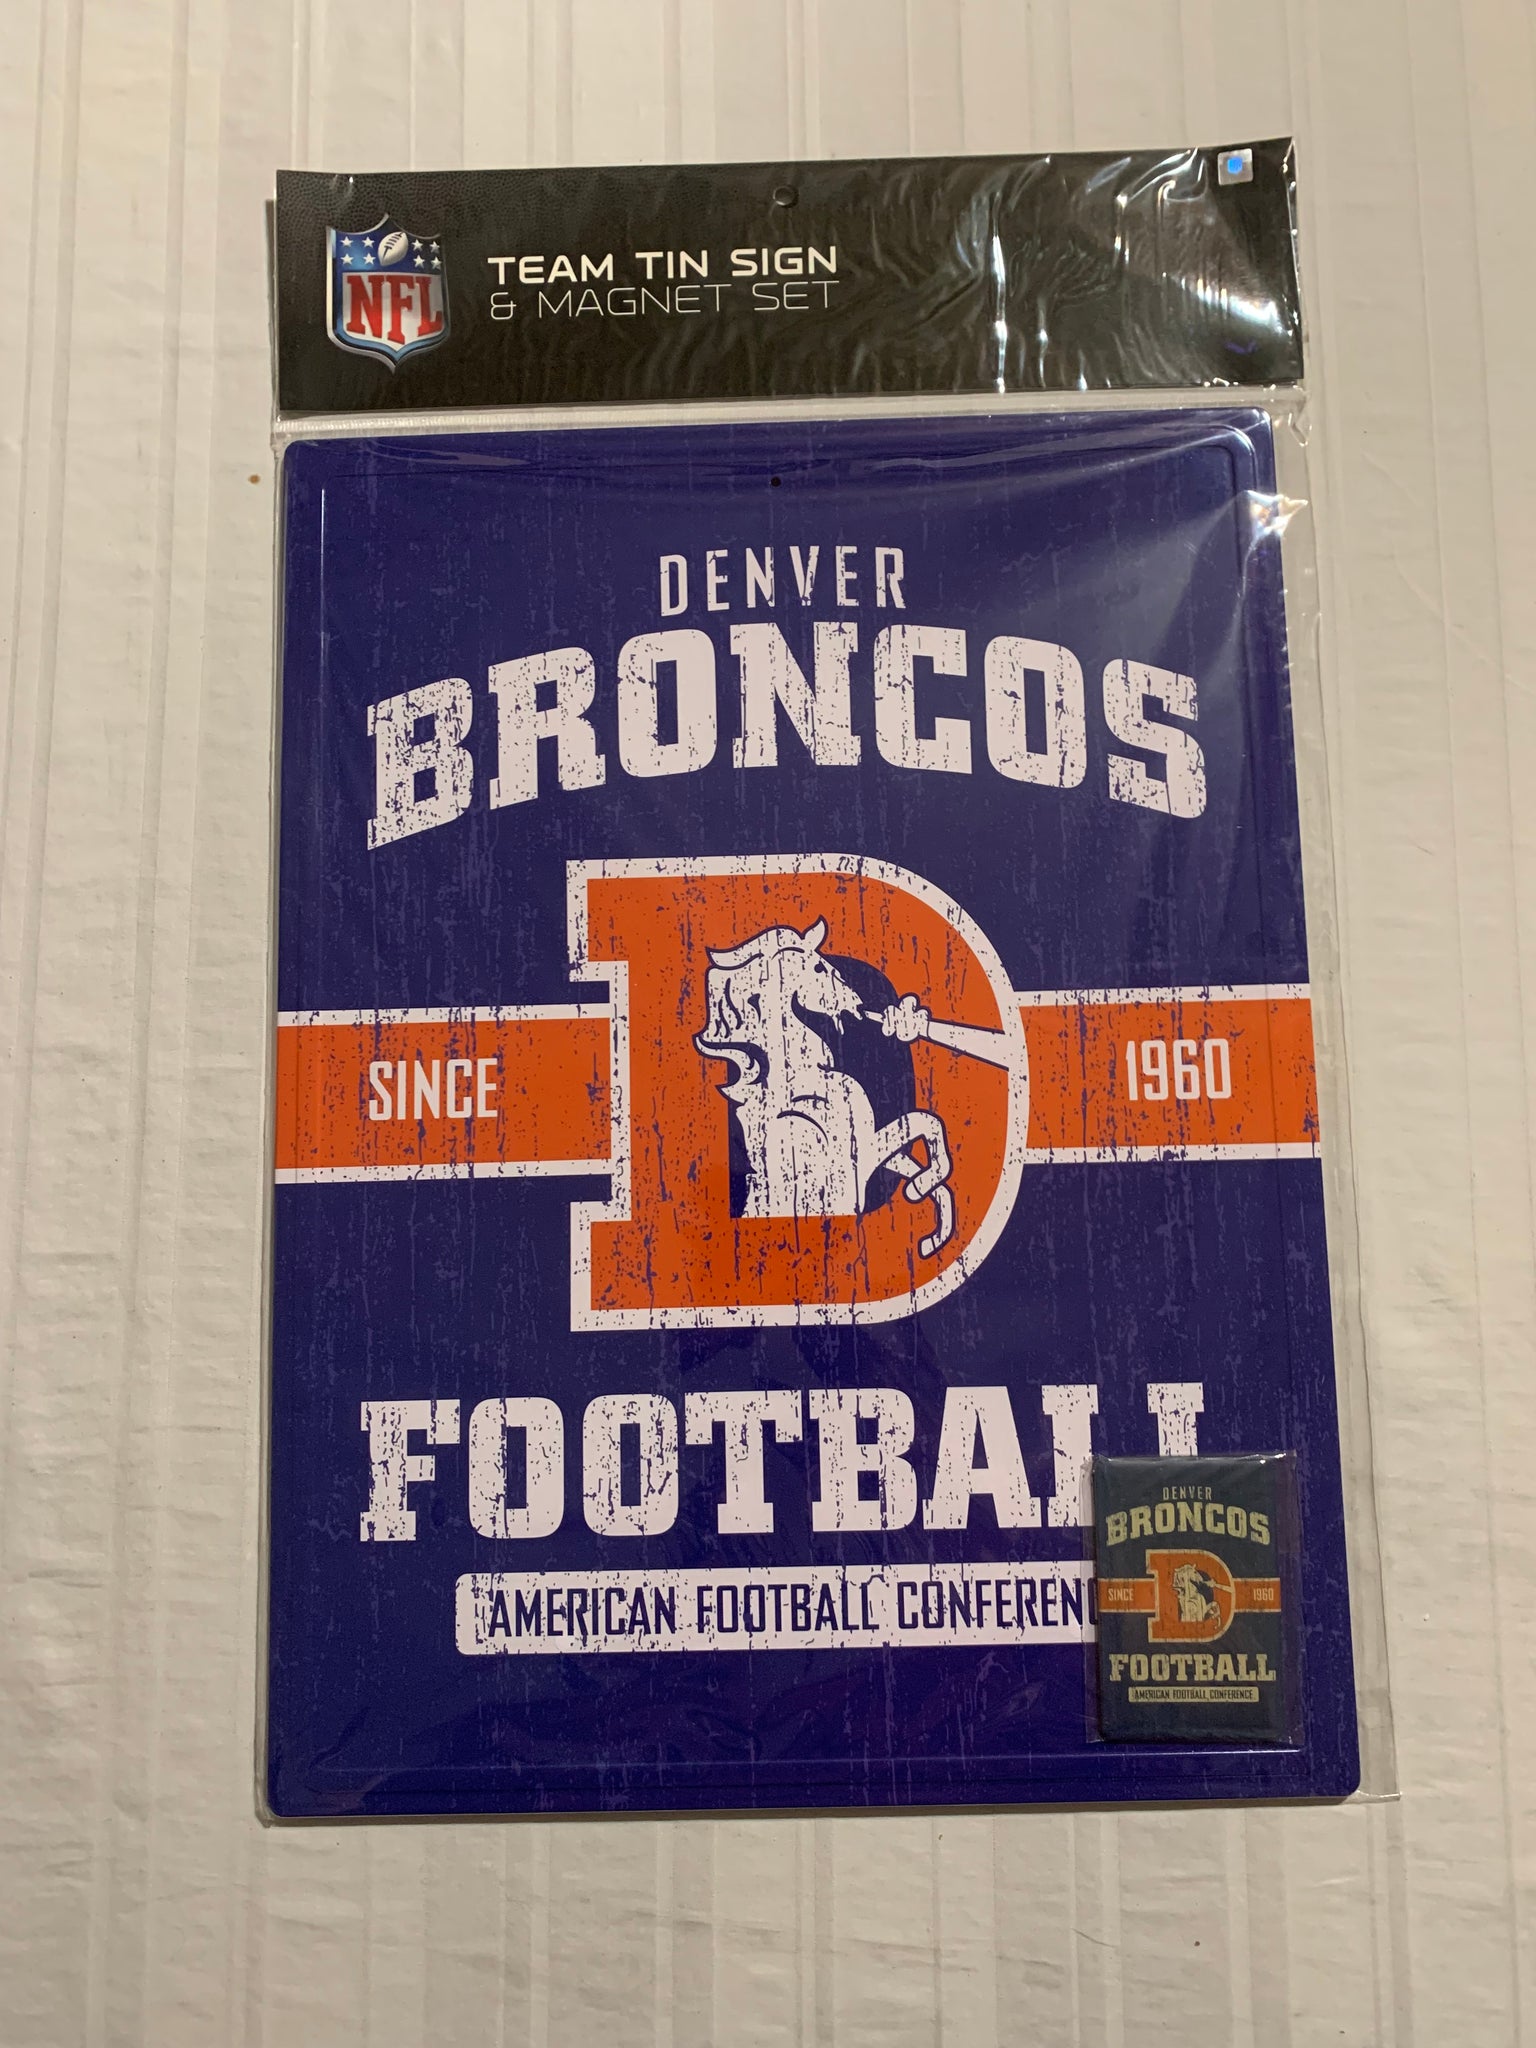 NFL
TEAM TIN SIGN
& MAGNET SET
DENVER
BRONCOS
SINCE
1960
FOOTBALL
AMERICAN FOOTBALL CONFERENC
DENVER
BRONCOS
SINCE
1960
FOOTBALL
AMERICAN FOOTBALL CONFERENCE